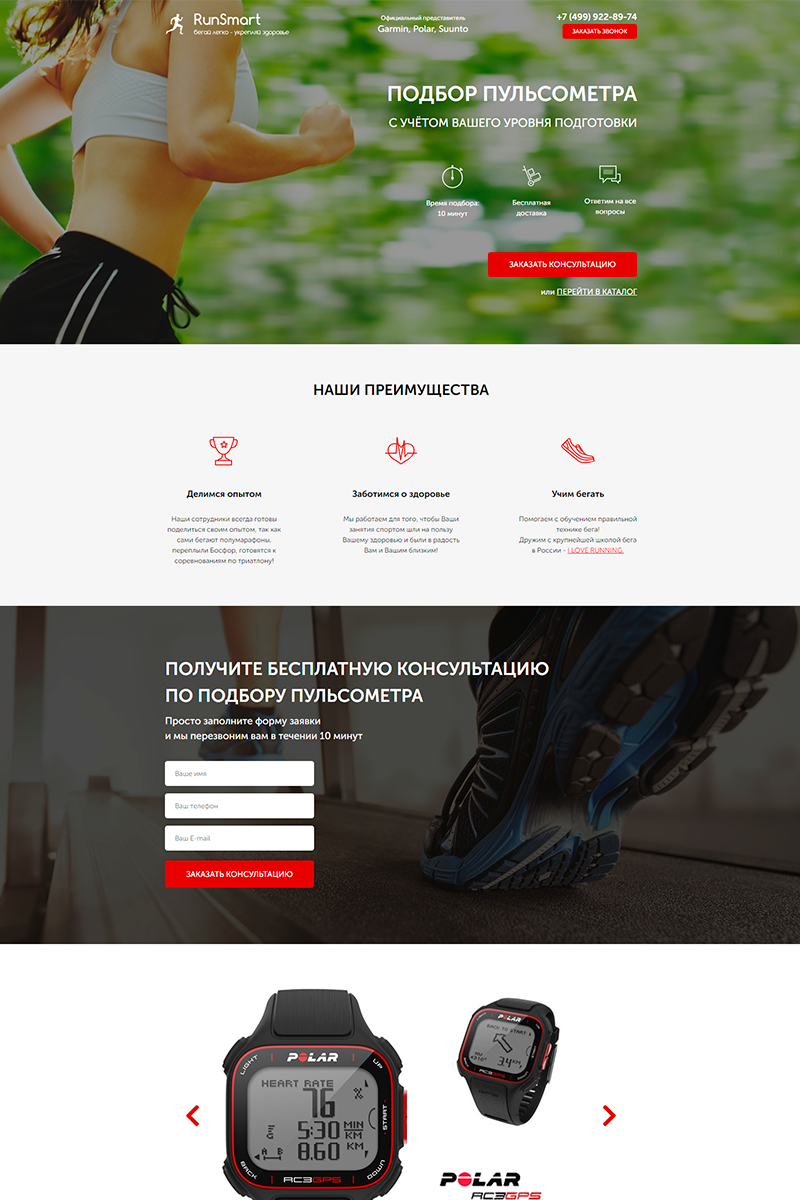 RunSmart
бегай легко - укрепляй здоровье
Официальный представитель
Garmin, Polar, Suunto
+7 (499) 922-89-74
ЗАКАЗАТЬ ЗВОНОК
ПОДБОР ПУЛЬСОМЕТРА
С УЧЁТОМ ВАШЕГО УРОВНЯ ПОДГОТОВКИ
Время подбора:
10 минут
Бесплатная
доставка
Ответим на все
вопросы
ЗАКАЗАТЬ КОНСУЛЬТАЦИЮ
или ПЕРЕЙТИ В КАТАЛОГ
НАШИ ПРЕИМУЩЕСТВА
Делимся опытом
Наши сотрудники всегда готовы
поделиться своим опытом, так как
сами бегают полумарафоны,
переплыли Босфор, готовятся к
соревнованиям по триатлону!
Заботимся о здоровье
Мы работаем для того, чтобы Ваши
занятия спортом шли на пользу
Вашему здоровью и были в радость
Вам и Вашим близким!
Учим бегать
Помогаем с обучением правильной
технике бега!
Дружим с крупнейшей школой бега
в России - I LOVE RUNNING.
ПОЛУЧИТЕ БЕСПЛАТНУЮ КОНСУЛЬТАЦИЮ
ПО ПОДБОРУ ПУЛЬСОМЕТРА
Просто заполните форму заявки
и мы перезвоним вам в течении 10 минут
Ваше имя
Ваш телефон
Ваш E-mail
ЗАКАЗАТЬ КОНСУЛЬТАЦИЮ
LIGHT
POLAR
UP
HEART RATE
76
5:30 MIN
KM
8.60 KM
A B
START
BACK
RC3GPS
DOWN
POLAR
BACK TO START
310°
3.4 KM
RC3GPS
POLAR
RC3GPS